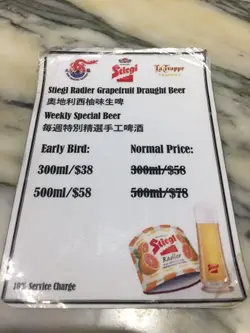 Stiegl
La Trappe
TRAPPIST
Stiegl Radler Grapefruit Draught Beer
奧地利西柚味生啤
Weekly Special Beer
每週特別精選手工啤酒
Early Bird: Normal Price:
300ml/$38 300ml/$58
500ml/$58 500ml/$78
Stiegl
Radler
Stiegl
10% Service Charge